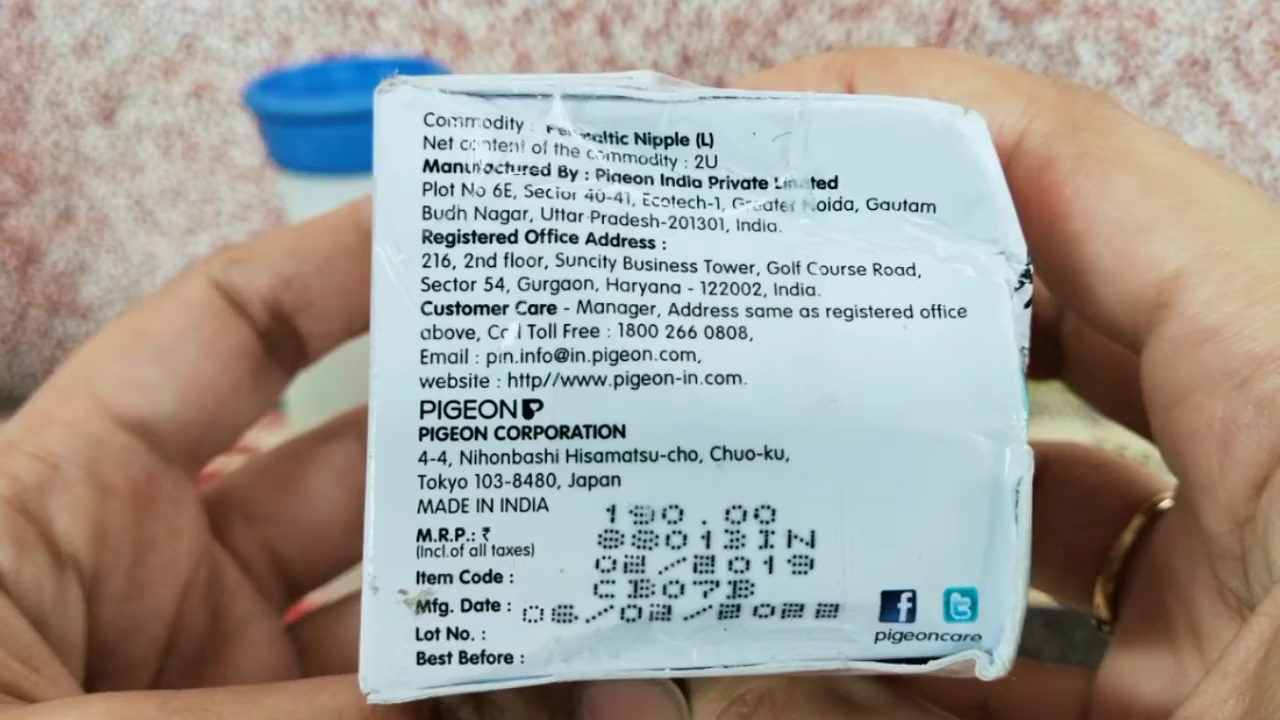 Commodity : Peristaltic Nipple (L)
Net content of the commodity : 2U
Manufactured By : Pigeon India Private Limited
Plot No 6E, Sector 40-41, Ecotech-1, Greater Noida, Gautam
Budh Nagar, Uttar Pradesh-201301, India.
Registered Office Address :
216, 2nd floor, Suncity Business Tower, Golf Course Road,
Sector 54, Gurgaon, Haryana - 122002, India.
Customer Care - Manager, Address same as registered office
above, Call Toll Free : 1800 266 0808,
Email : pin.info@in.pigeon.com,
website : http//www.pigeon-in.com.
PIGEON
PIGEON CORPORATION
4-4, Nihonbashi Hisamatsu-cho, Chuo-ku,
Tokyo 103-8480, Japan
MADE IN INDIA
M.R.P.: ₹ 190.00
(Incl.of all taxes)
Item Code :
Mfg. Date : 02/2019
Lot No. : CB07B
Best Before :
pigeoncare